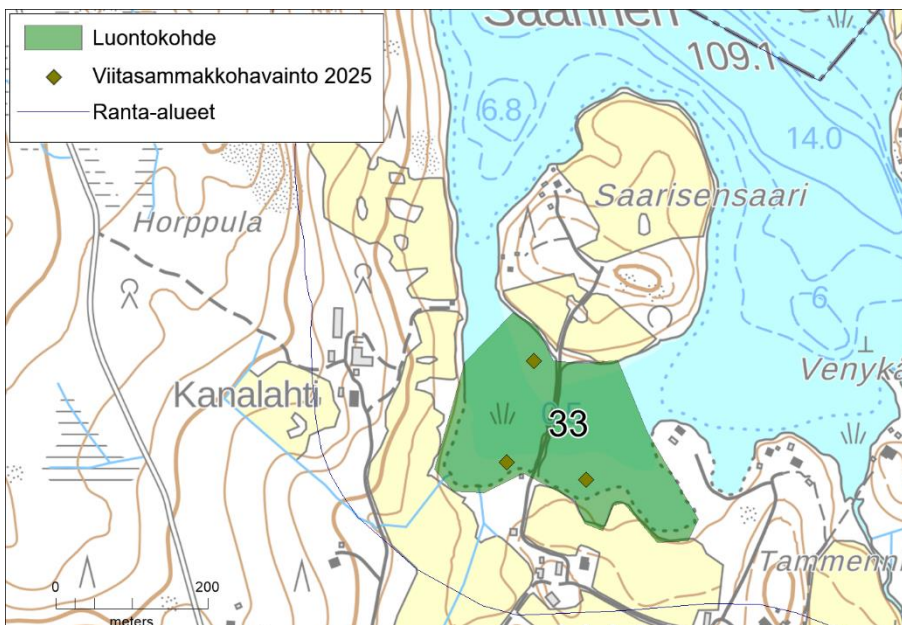 Luontokohde
Viitasammakkohavainto 2025
Ranta-alueet
Saarinen
109.1
6.8
14.0
Saarisensaari
Horppula
6
Kanalahti
33
0
200
meters